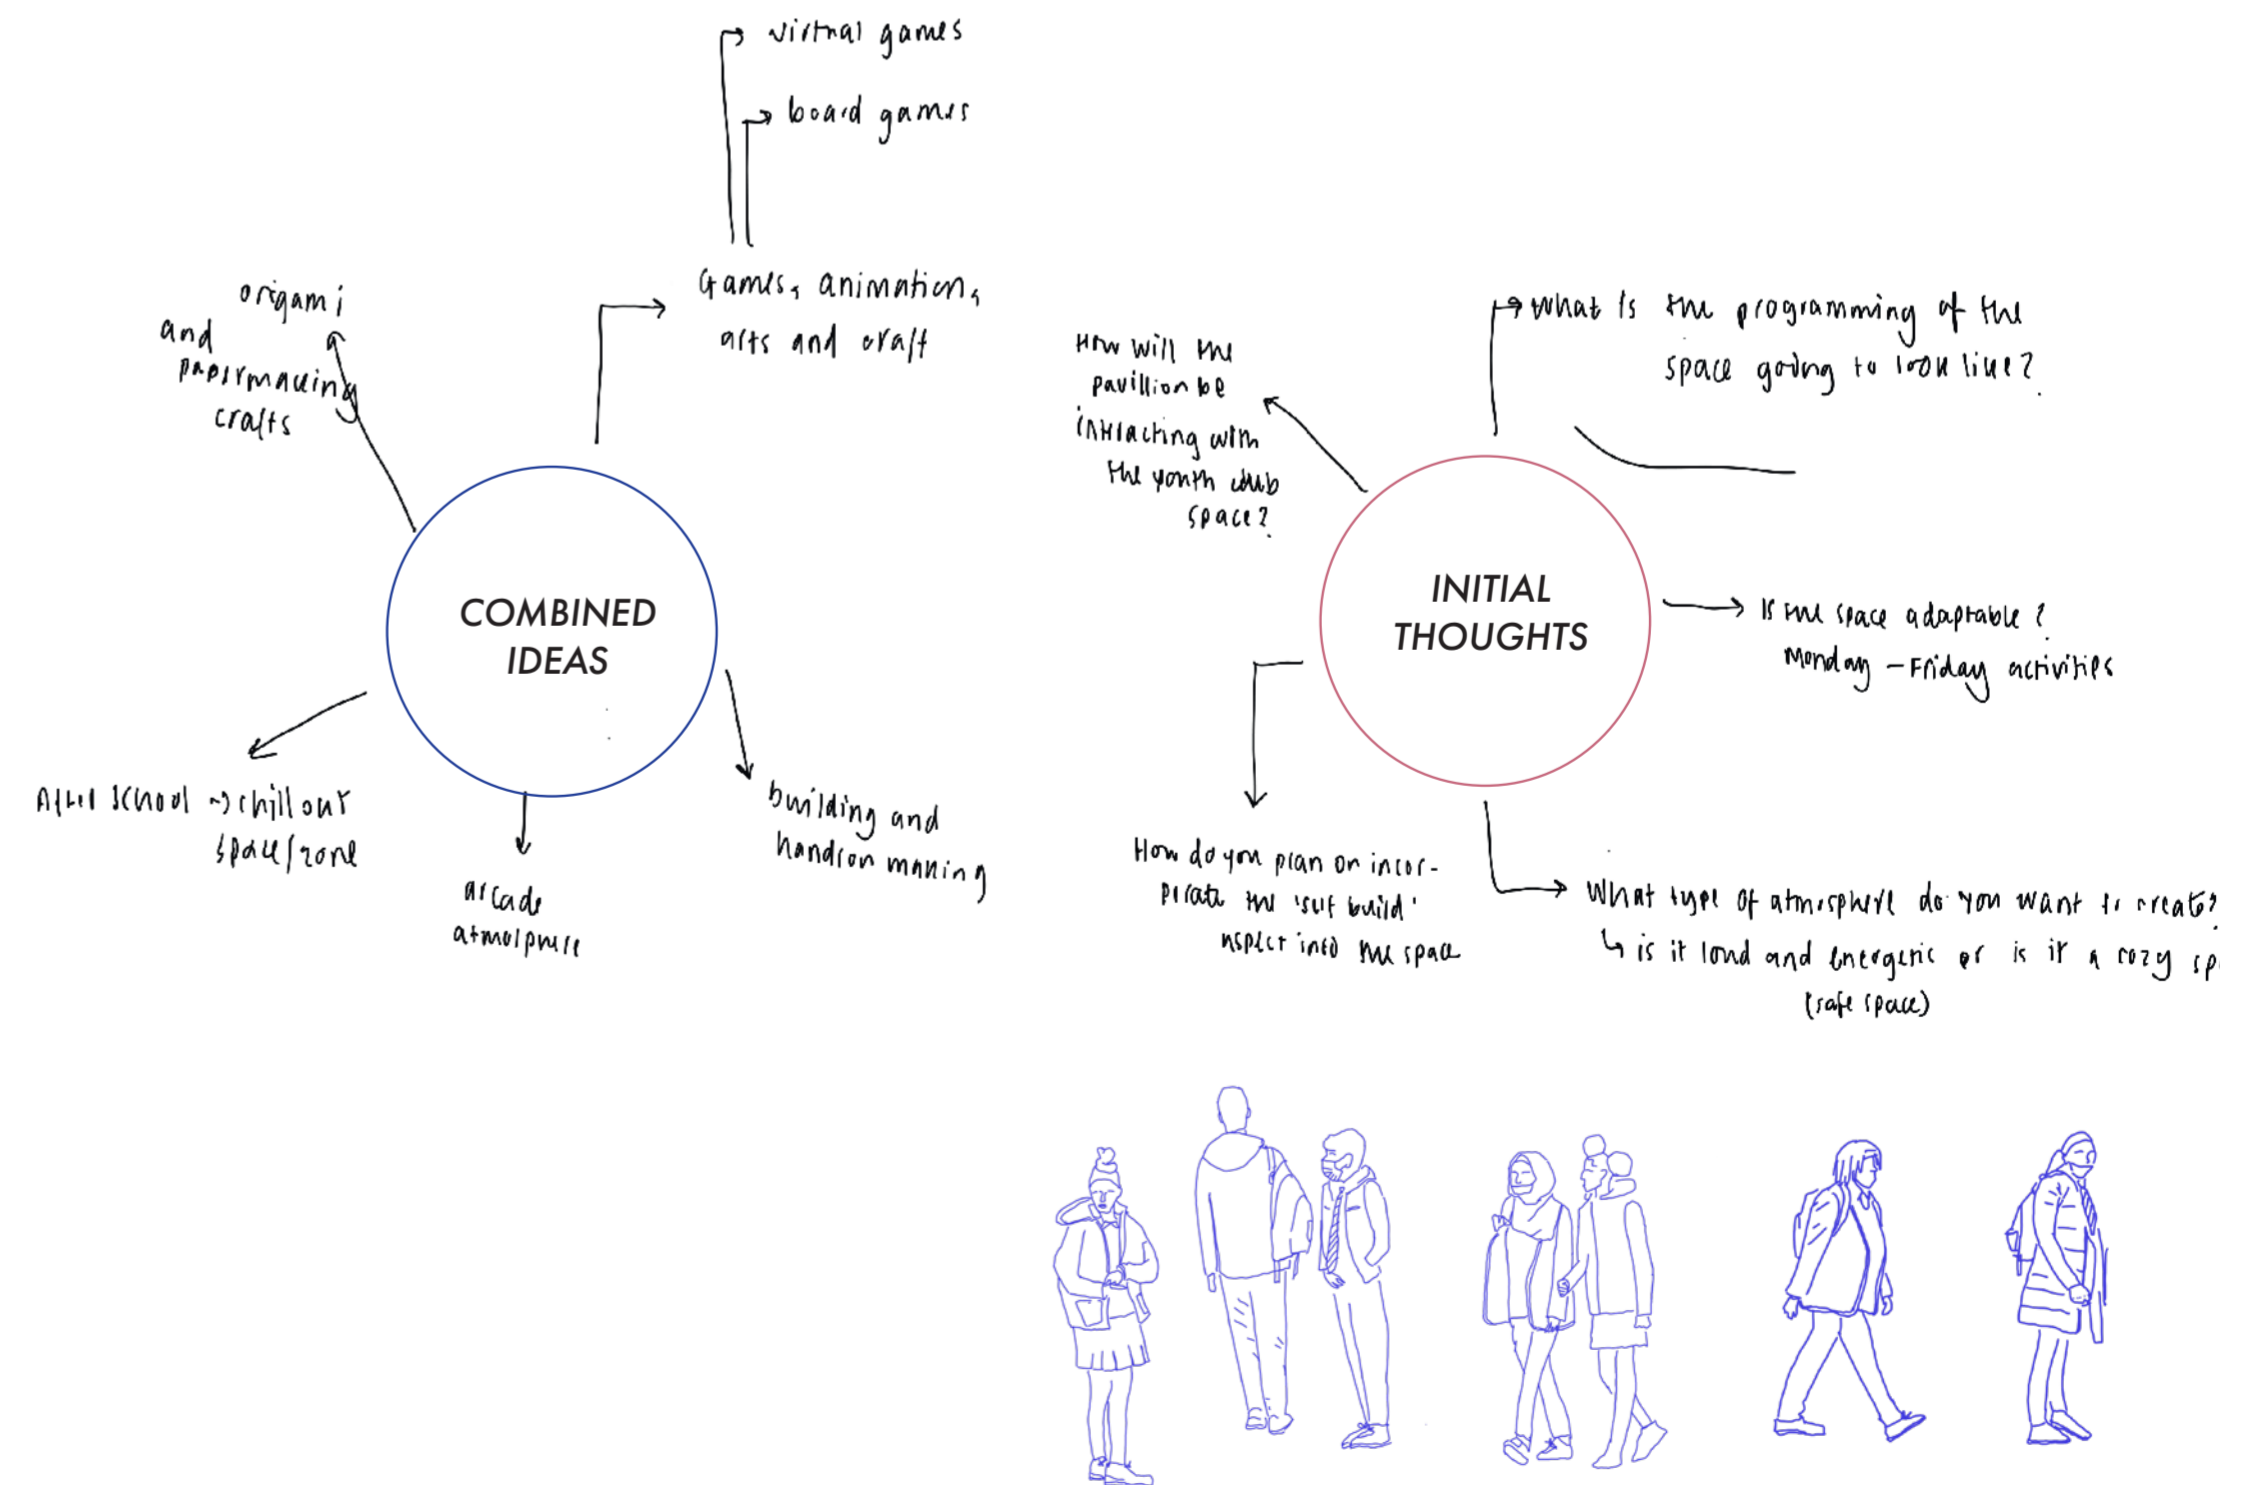 virtual games
board games
Games, animation,
arts and craft
origami
and
papermaking
crafts
COMBINED
IDEAS
After school → chill out
space/zone
arcade
atmosphere
building and
handson making
What is the programming of the
space going to look like?
How will the
pavillion be
interacting with
the youth club
space?
INITIAL
THOUGHTS
Is the space adaptable?
Monday - Friday activities
How do you plan on incor-
porate the 'self build'
aspect into the space
What type of atmosphere do you want to create?
↳ is it loud and energetic or is it a cozy sp
(safe space)